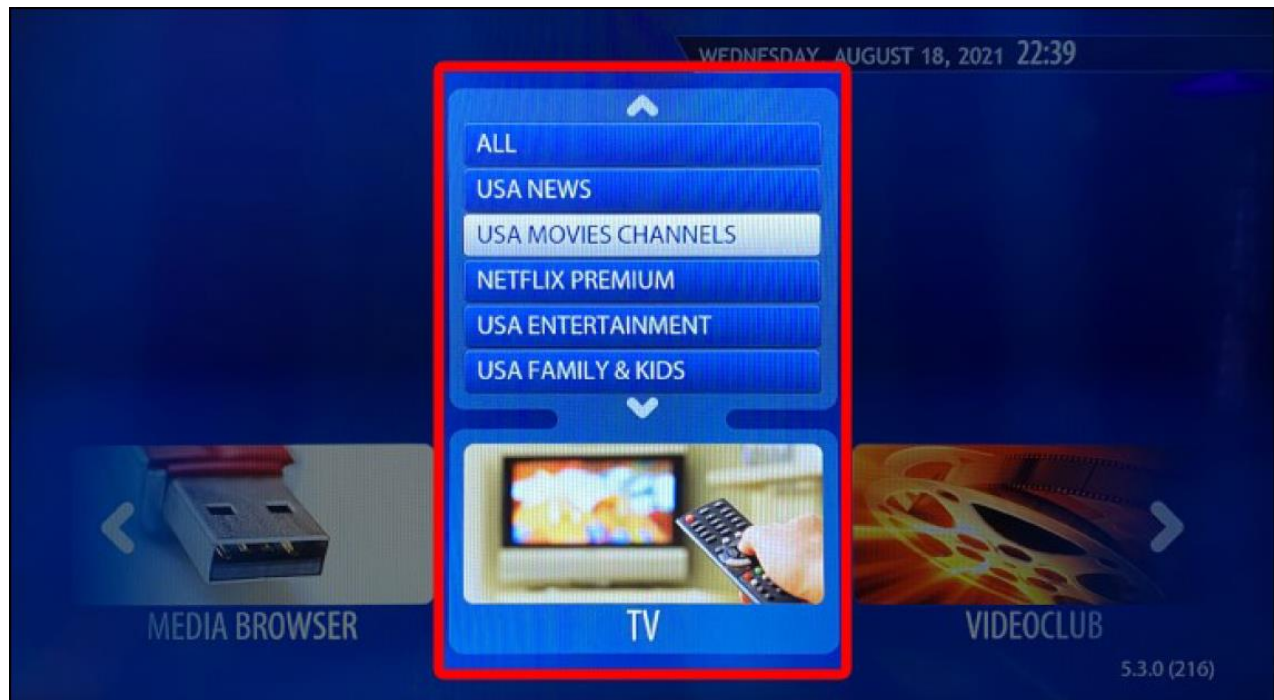 WEDNESDAY, AUGUST 18, 2021 22:39
ALL
USA NEWS
USA MOVIES CHANNELS
NETFLIX PREMIUM
USA ENTERTAINMENT
USA FAMILY & KIDS
MEDIA BROWSER
TV
VIDEOCLUB
5.3.0 (216)